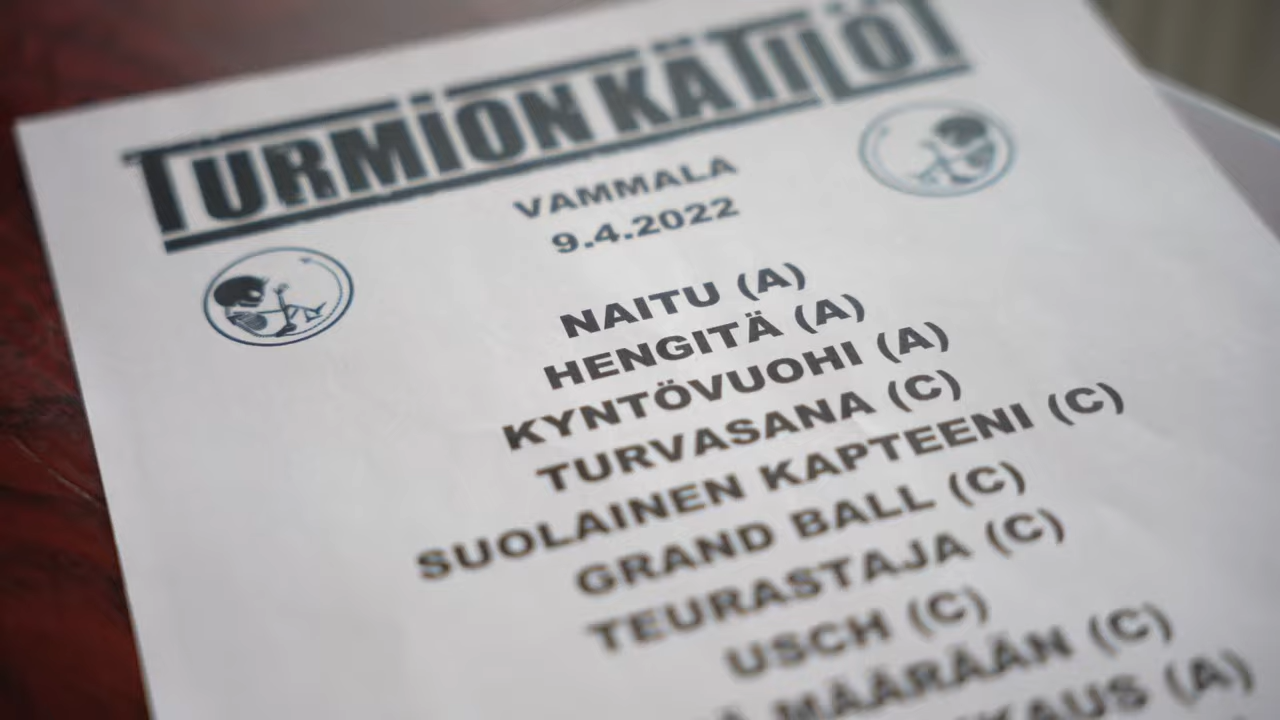 TURMION KÄTILÖT
VAMMALA
9.4.2022
NAITU (A)
HENGITÄ (A)
KYNTÖVUOHI (A)
TURVASANA (C)
SUOLAINEN KAPTEENI (C)
GRAND BALL (C)
TEURASTAJA (C)
USCH (C)
MÄÄRÄÄN (C)
(A)